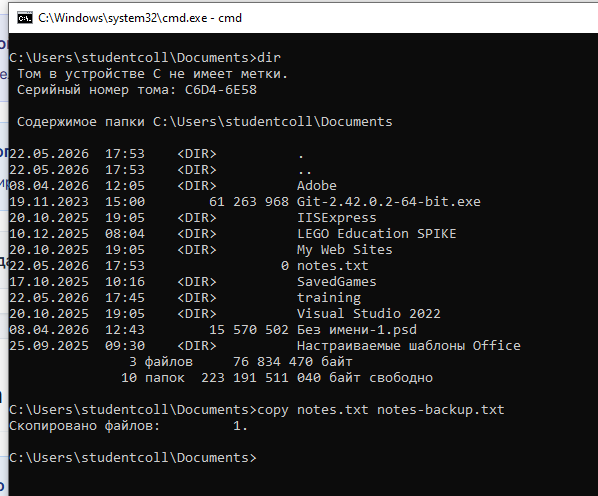 C:\Windows\system32\cmd.exe - cmd
C:\Users\studentcoll\Documents>dir
Том в устройстве C не имеет метки.
Серийный номер тома: C6D4-6E58
Содержимое папки C:\Users\studentcoll\Documents
22.05.2026  17:53    <DIR>          .
22.05.2026  17:53    <DIR>          ..
08.04.2026  12:05    <DIR>          Adobe
19.11.2023  15:00        61 263 968 Git-2.42.0.2-64-bit.exe
20.10.2025  19:05    <DIR>          IISExpress
10.12.2025  08:04    <DIR>          LEGO Education SPIKE
20.10.2025  19:05    <DIR>          My Web Sites
22.05.2026  17:53                 0 notes.txt
17.10.2025  10:16    <DIR>          SavedGames
22.05.2026  17:45    <DIR>          training
20.10.2025  19:05    <DIR>          Visual Studio 2022
08.04.2026  12:43        15 570 502 Без имени-1.psd
25.09.2025  09:30    <DIR>          Настраиваемые шаблоны Office
3 файлов     76 834 470 байт
10 папок  223 191 511 040 байт свободно
C:\Users\studentcoll\Documents>copy notes.txt notes-backup.txt
Скопировано файлов:         1.
C:\Users\studentcoll\Documents>